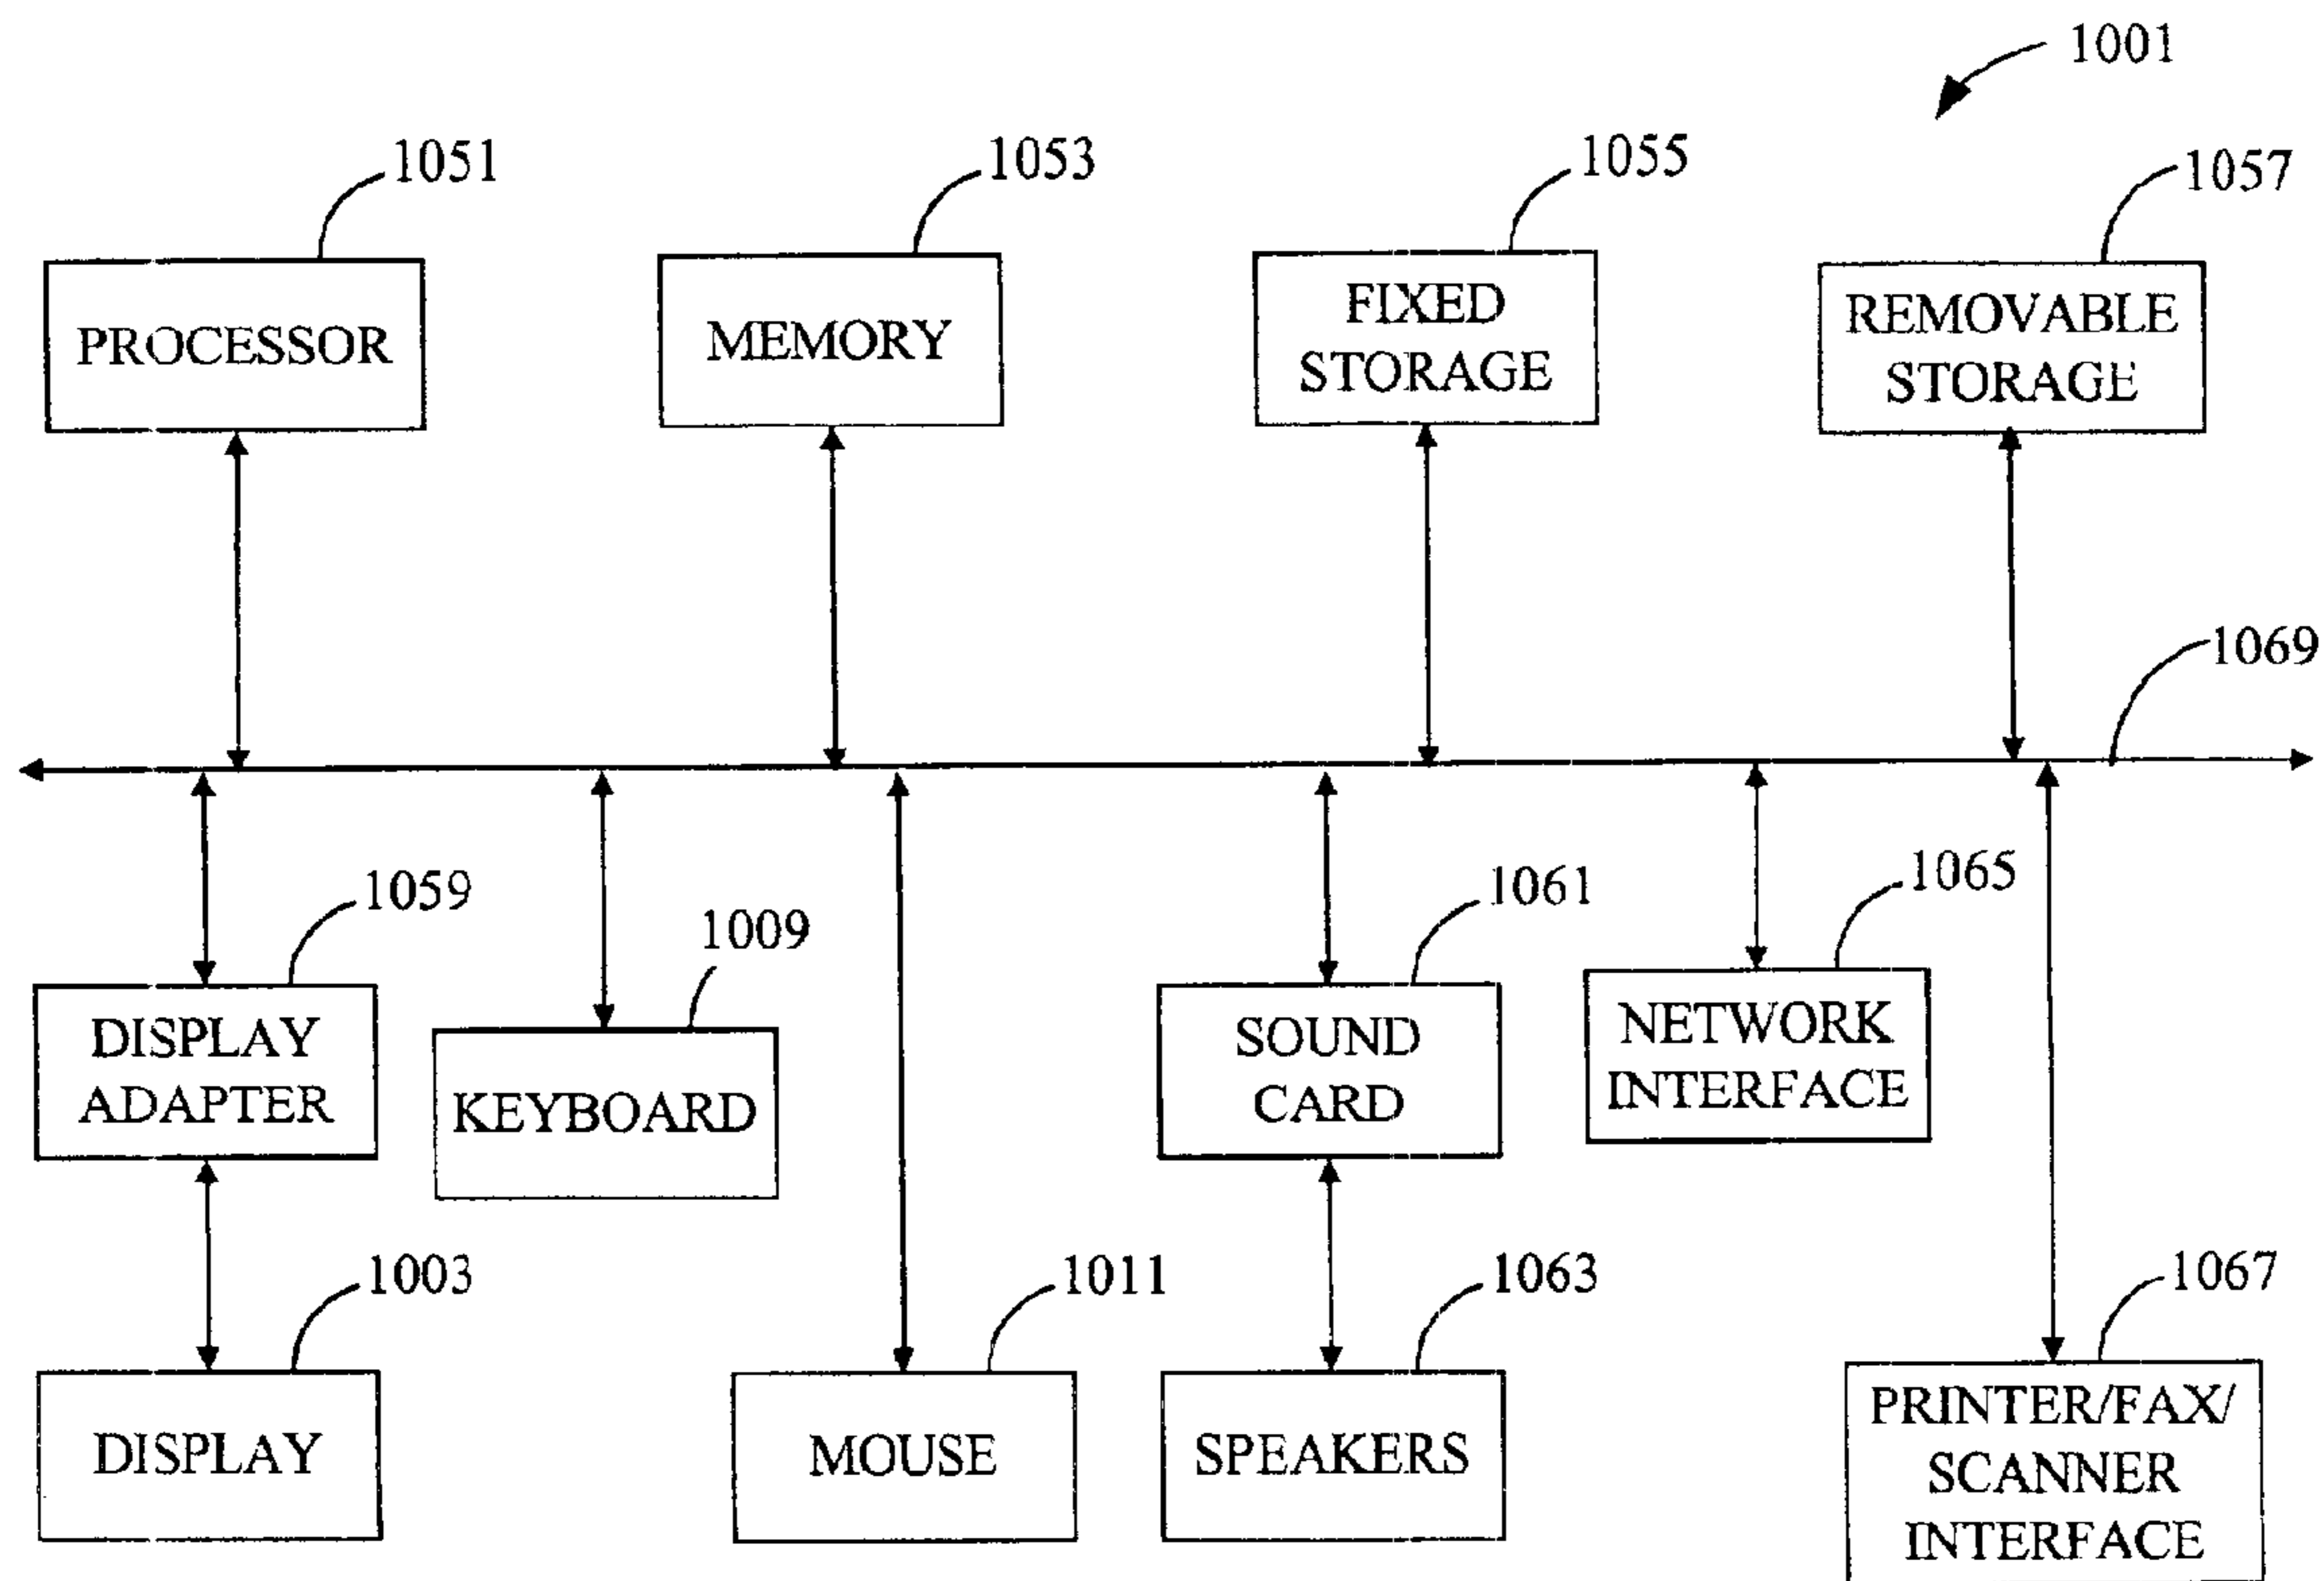 1001
1051
1053
1055
1057
PROCESSOR
MEMORY
FIXED
STORAGE
REMOVABLE
STORAGE
1069
1059
1009
1061
1065
DISPLAY
ADAPTER
KEYBOARD
SOUND
CARD
NETWORK
INTERFACE
1003
1011
1063
1067
DISPLAY
MOUSE
SPEAKERS
PRINTER/FAX/
SCANNER
INTERFACE